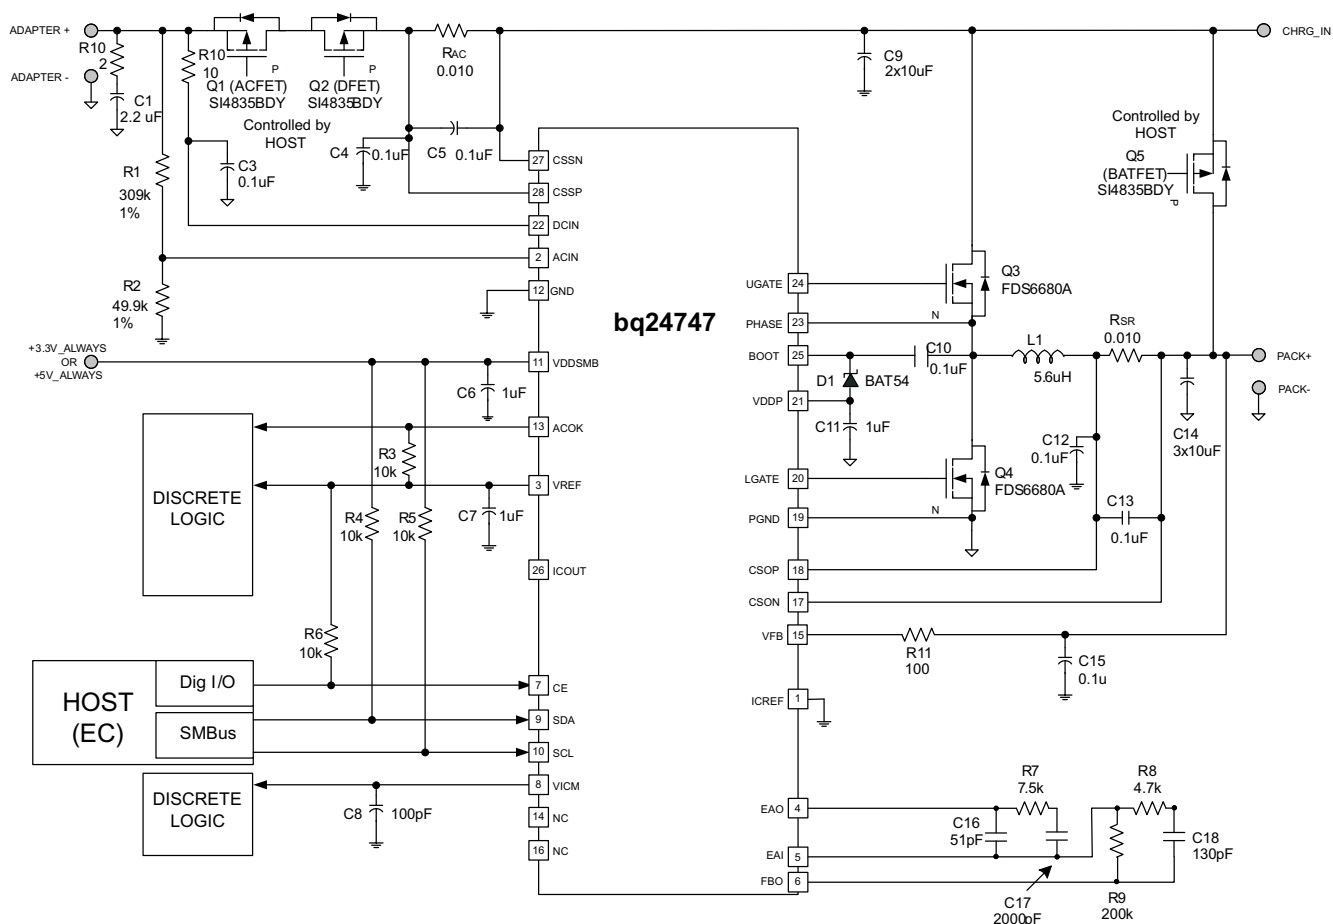 ADAPTER +
ADAPTER -
R10
2
C1
2.2 uF
R10
10
C3
0.1uF
Q1 (ACFET)
SI4835BDY
P
Q2 (DFET)
SI4835BDY
P
Controlled by
HOST
RAC
0.010
C4
0.1uF
C5
0.1uF
R1
309k
1%
R2
49.9k
1%
C9
2x10uF
CHRG_IN
Controlled by
HOST
Q5
(BATFET)
SI4835BDY
P
27 CSSN
28 CSSP
22 DCIN
2 ACIN
12 GND
bq24747
+3.3V_ALWAYS
OR
+5V_ALWAYS
11 VDDSMB
C6
1uF
13 ACOK
R3
10k
3 VREF
C7
1uF
R4
10k
R5
10k
DISCRETE
LOGIC
26 ICOUT
R6
10k
HOST
(EC)
Dig I/O
SMBus
7 CE
9 SDA
10 SCL
8 VICM
DISCRETE
LOGIC
C8
100pF
14 NC
16 NC
UGATE 24
PHASE 23
BOOT 25
VDDP 21
LGATE 20
PGND 19
CSOP 18
CSON 17
VFB 15
ICREF 1
EAO 4
EAI 5
FBO 6
Q3
FDS6680A
N
C10
0.1uF
D1
BAT54
C11
1uF
L1
5.6uH
RSR
0.010
PACK+
PACK-
C14
3x10uF
C12
0.1uF
C13
0.1uF
Q4
FDS6680A
N
R11
100
C15
0.1u
R7
7.5k
C16
51pF
C17
2000pF
R8
4.7k
C18
130pF
R9
200k